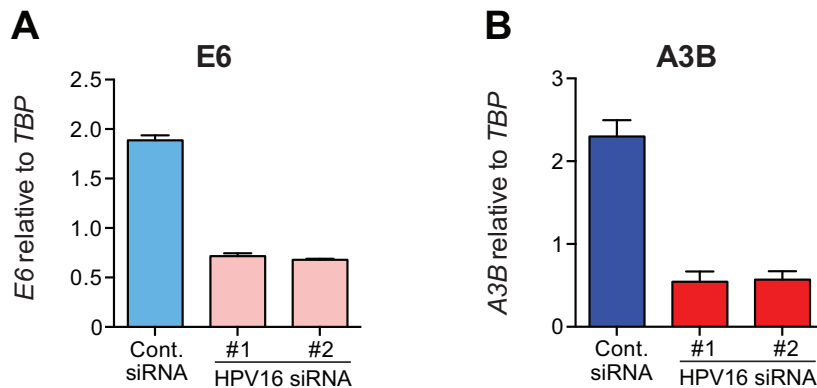 A
E6
E6 relative to TBP
2.5
2.0
1.5
1.0
0.5
0
Cont.
siRNA
#1
#2
HPV16 siRNA
B
A3B
A3B relative to TBP
3
2
1
0
Cont.
siRNA
#1
#2
HPV16 siRNA